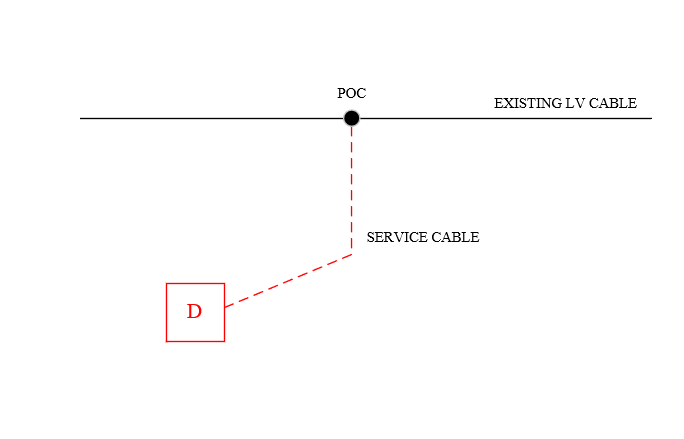 POC
EXISTING LV CABLE
SERVICE CABLE
D